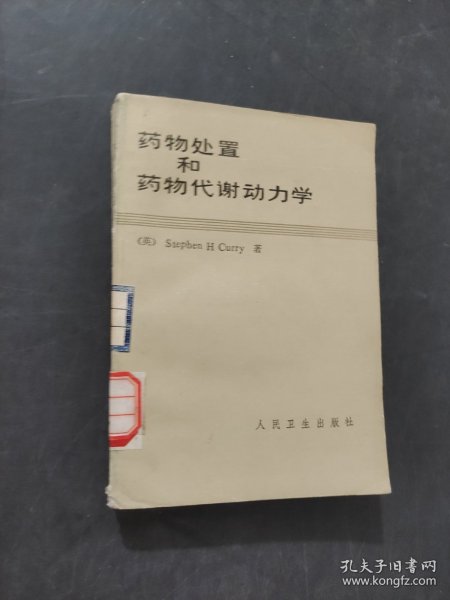 药物处置
和
药物代谢动力学
《英》 Stephen H Curry 著
人民卫生出版社
孔夫子旧书网
www.kongfz.com